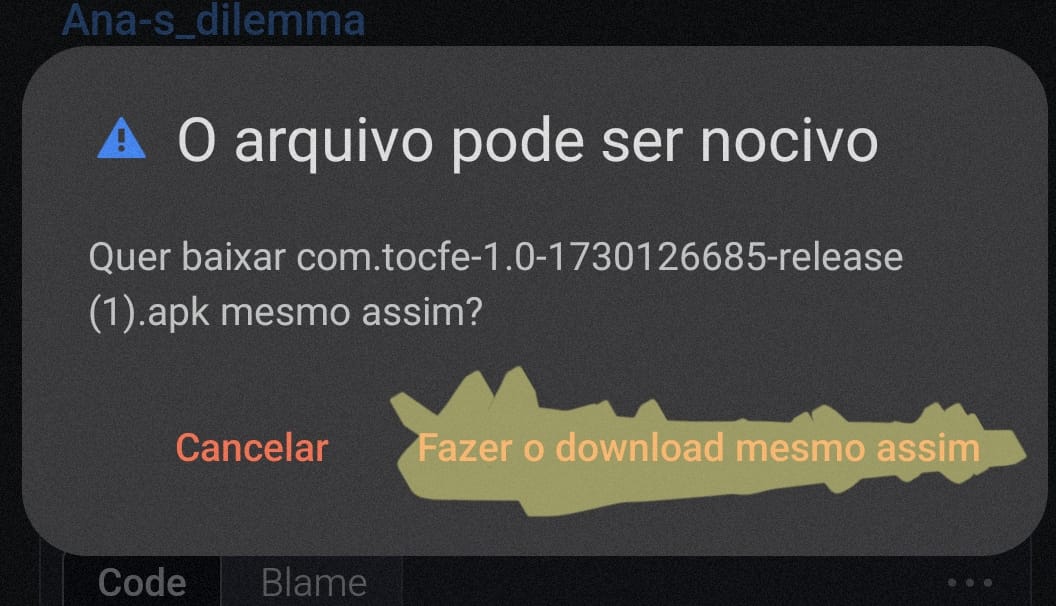 Ana-s_dilemma
O arquivo pode ser nocivo
Quer baixar com.tocfe-1.0-1730126685-release
(1).apk mesmo assim?
Cancelar Fazer o download mesmo assim
Code Blame